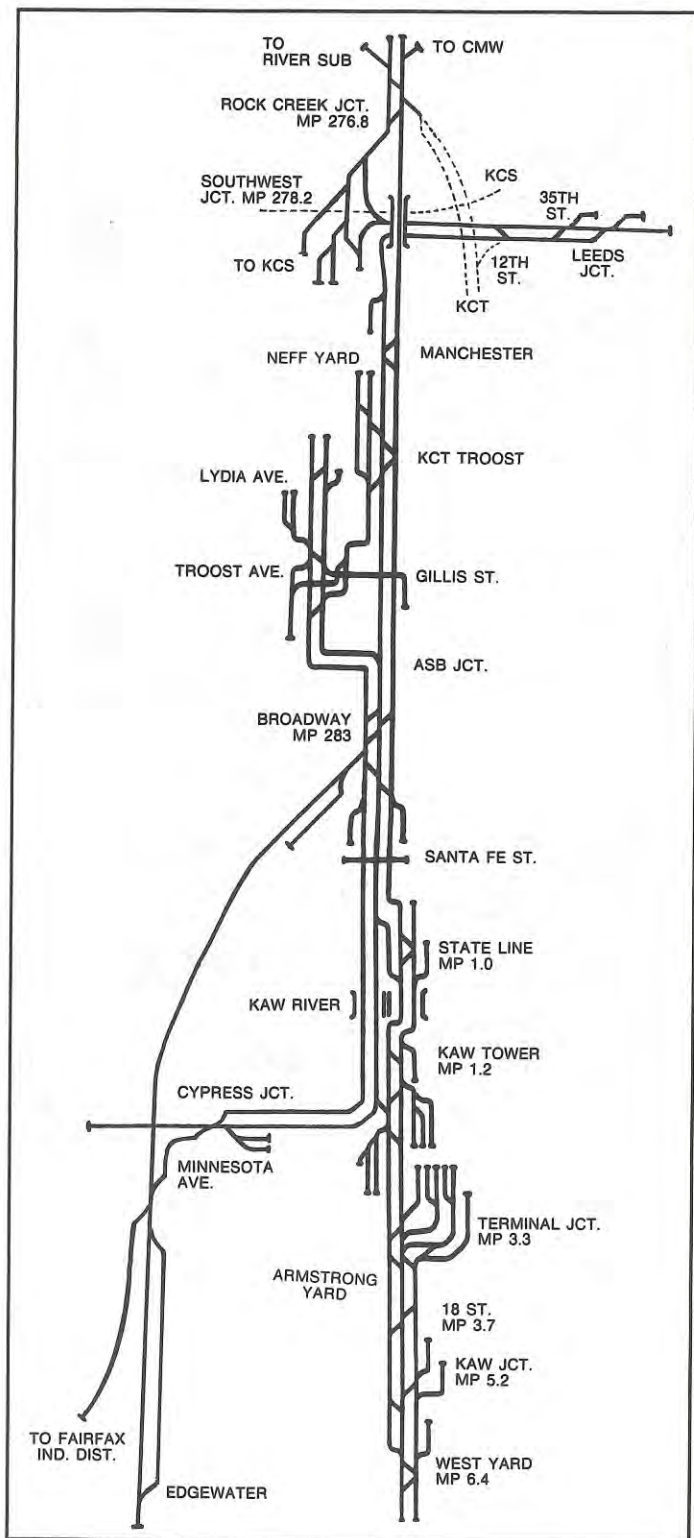 TO
RIVER SUB
TO CMW
ROCK CREEK JCT.
MP 276.8
SOUTHWEST
JCT. MP 278.2
KCS
35TH
ST.
TO KCS
12TH
ST.
LEEDS
JCT.
KCT
NEFF YARD
MANCHESTER
LYDIA AVE.
KCT TROOST
TROOST AVE.
GILLIS ST.
ASB JCT.
BROADWAY
MP 283
SANTA FE ST.
STATE LINE
MP 1.0
KAW RIVER
KAW TOWER
MP 1.2
CYPRESS JCT.
MINNESOTA
AVE.
TERMINAL JCT.
MP 3.3
ARMSTRONG
YARD
18 ST.
MP 3.7
KAW JCT.
MP 5.2
TO FAIRFAX
IND. DIST.
WEST YARD
MP 6.4
EDGEWATER